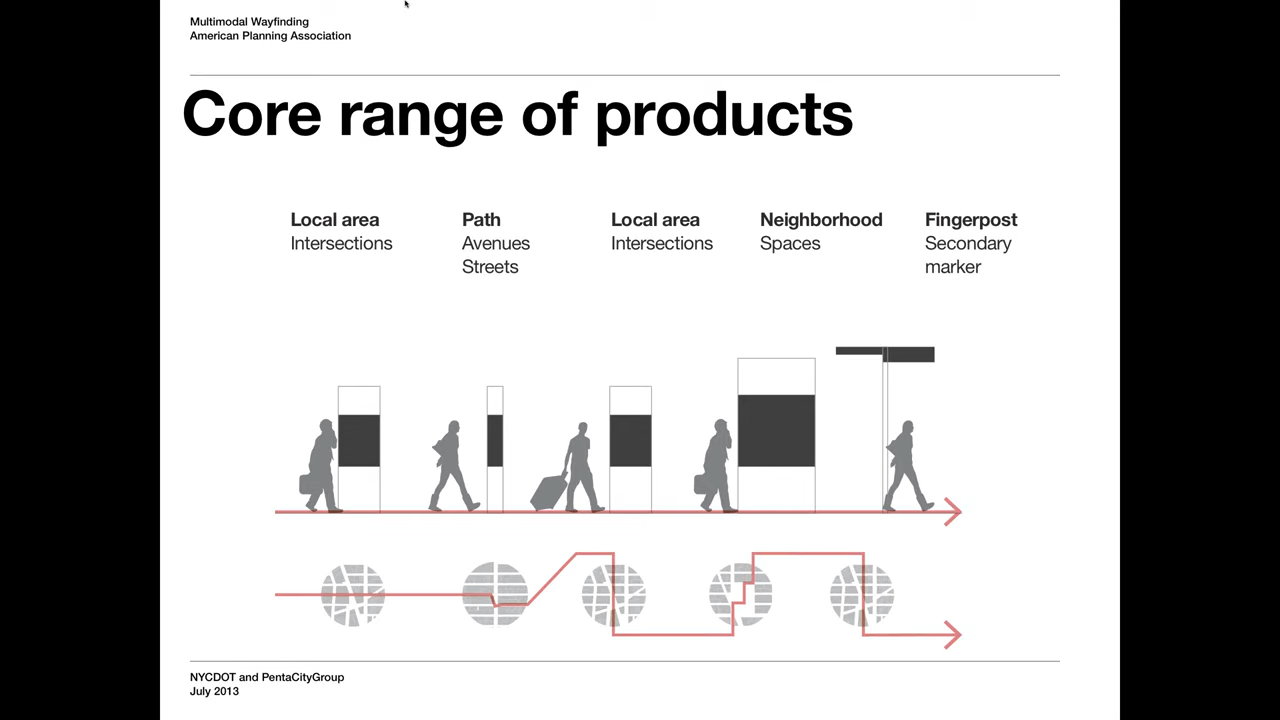 Multimodal Wayfinding
American Planning Association
Core range of products
Local area
Intersections
Path
Avenues
Streets
Local area
Intersections
Neighborhood
Spaces
Fingerpost
Secondary
marker
NYCDOT and PentaCityGroup
July 2013